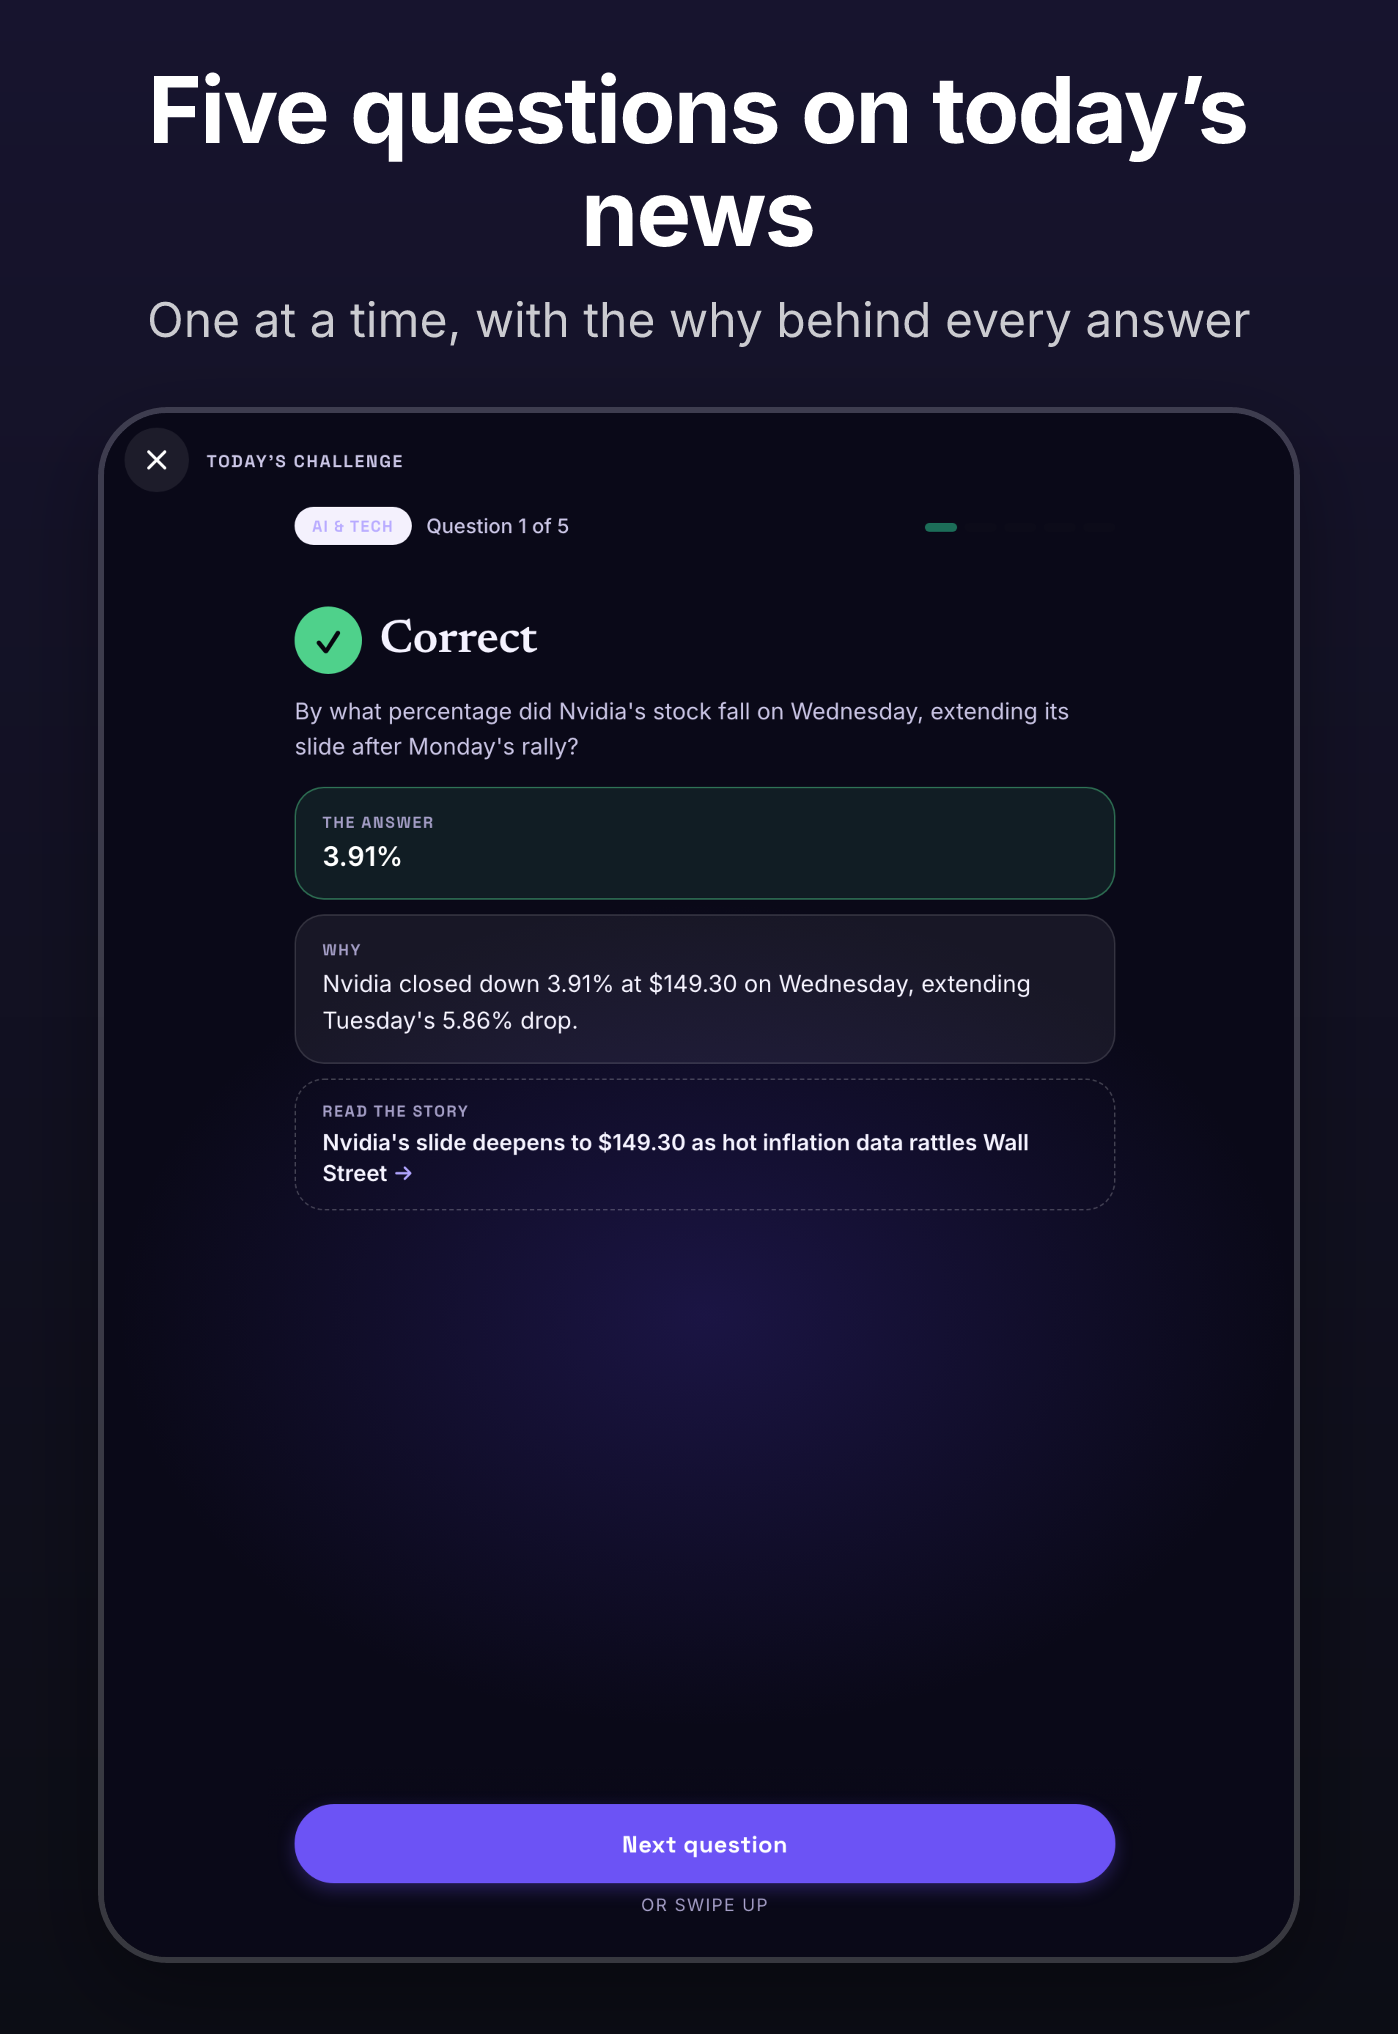 Five questions on today’s
news
One at a time, with the why behind every answer
TODAY’S CHALLENGE
AI & TECH Question 1 of 5
Correct
By what percentage did Nvidia's stock fall on Wednesday, extending its
slide after Monday's rally?
THE ANSWER
3.91%
WHY
Nvidia closed down 3.91% at $149.30 on Wednesday, extending
Tuesday's 5.86% drop.
READ THE STORY
Nvidia's slide deepens to $149.30 as hot inflation data rattles Wall
Street →
Next question
OR SWIPE UP